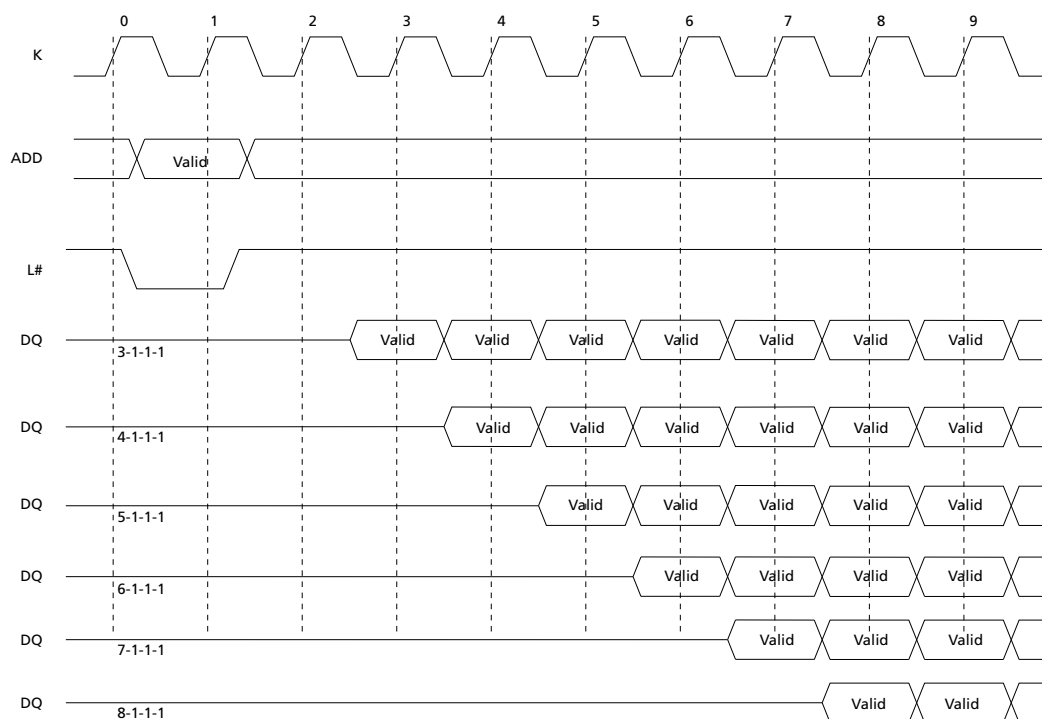 0 1 2 3 4 5 6 7 8 9
K
ADD Valid
L#
DQ Valid Valid Valid Valid Valid Valid Valid
3-1-1-1
DQ Valid Valid Valid Valid Valid Valid
4-1-1-1
DQ Valid Valid Valid Valid Valid
5-1-1-1
DQ Valid Valid Valid Valid
6-1-1-1
DQ Valid Valid Valid
7-1-1-1
DQ Valid Valid
8-1-1-1